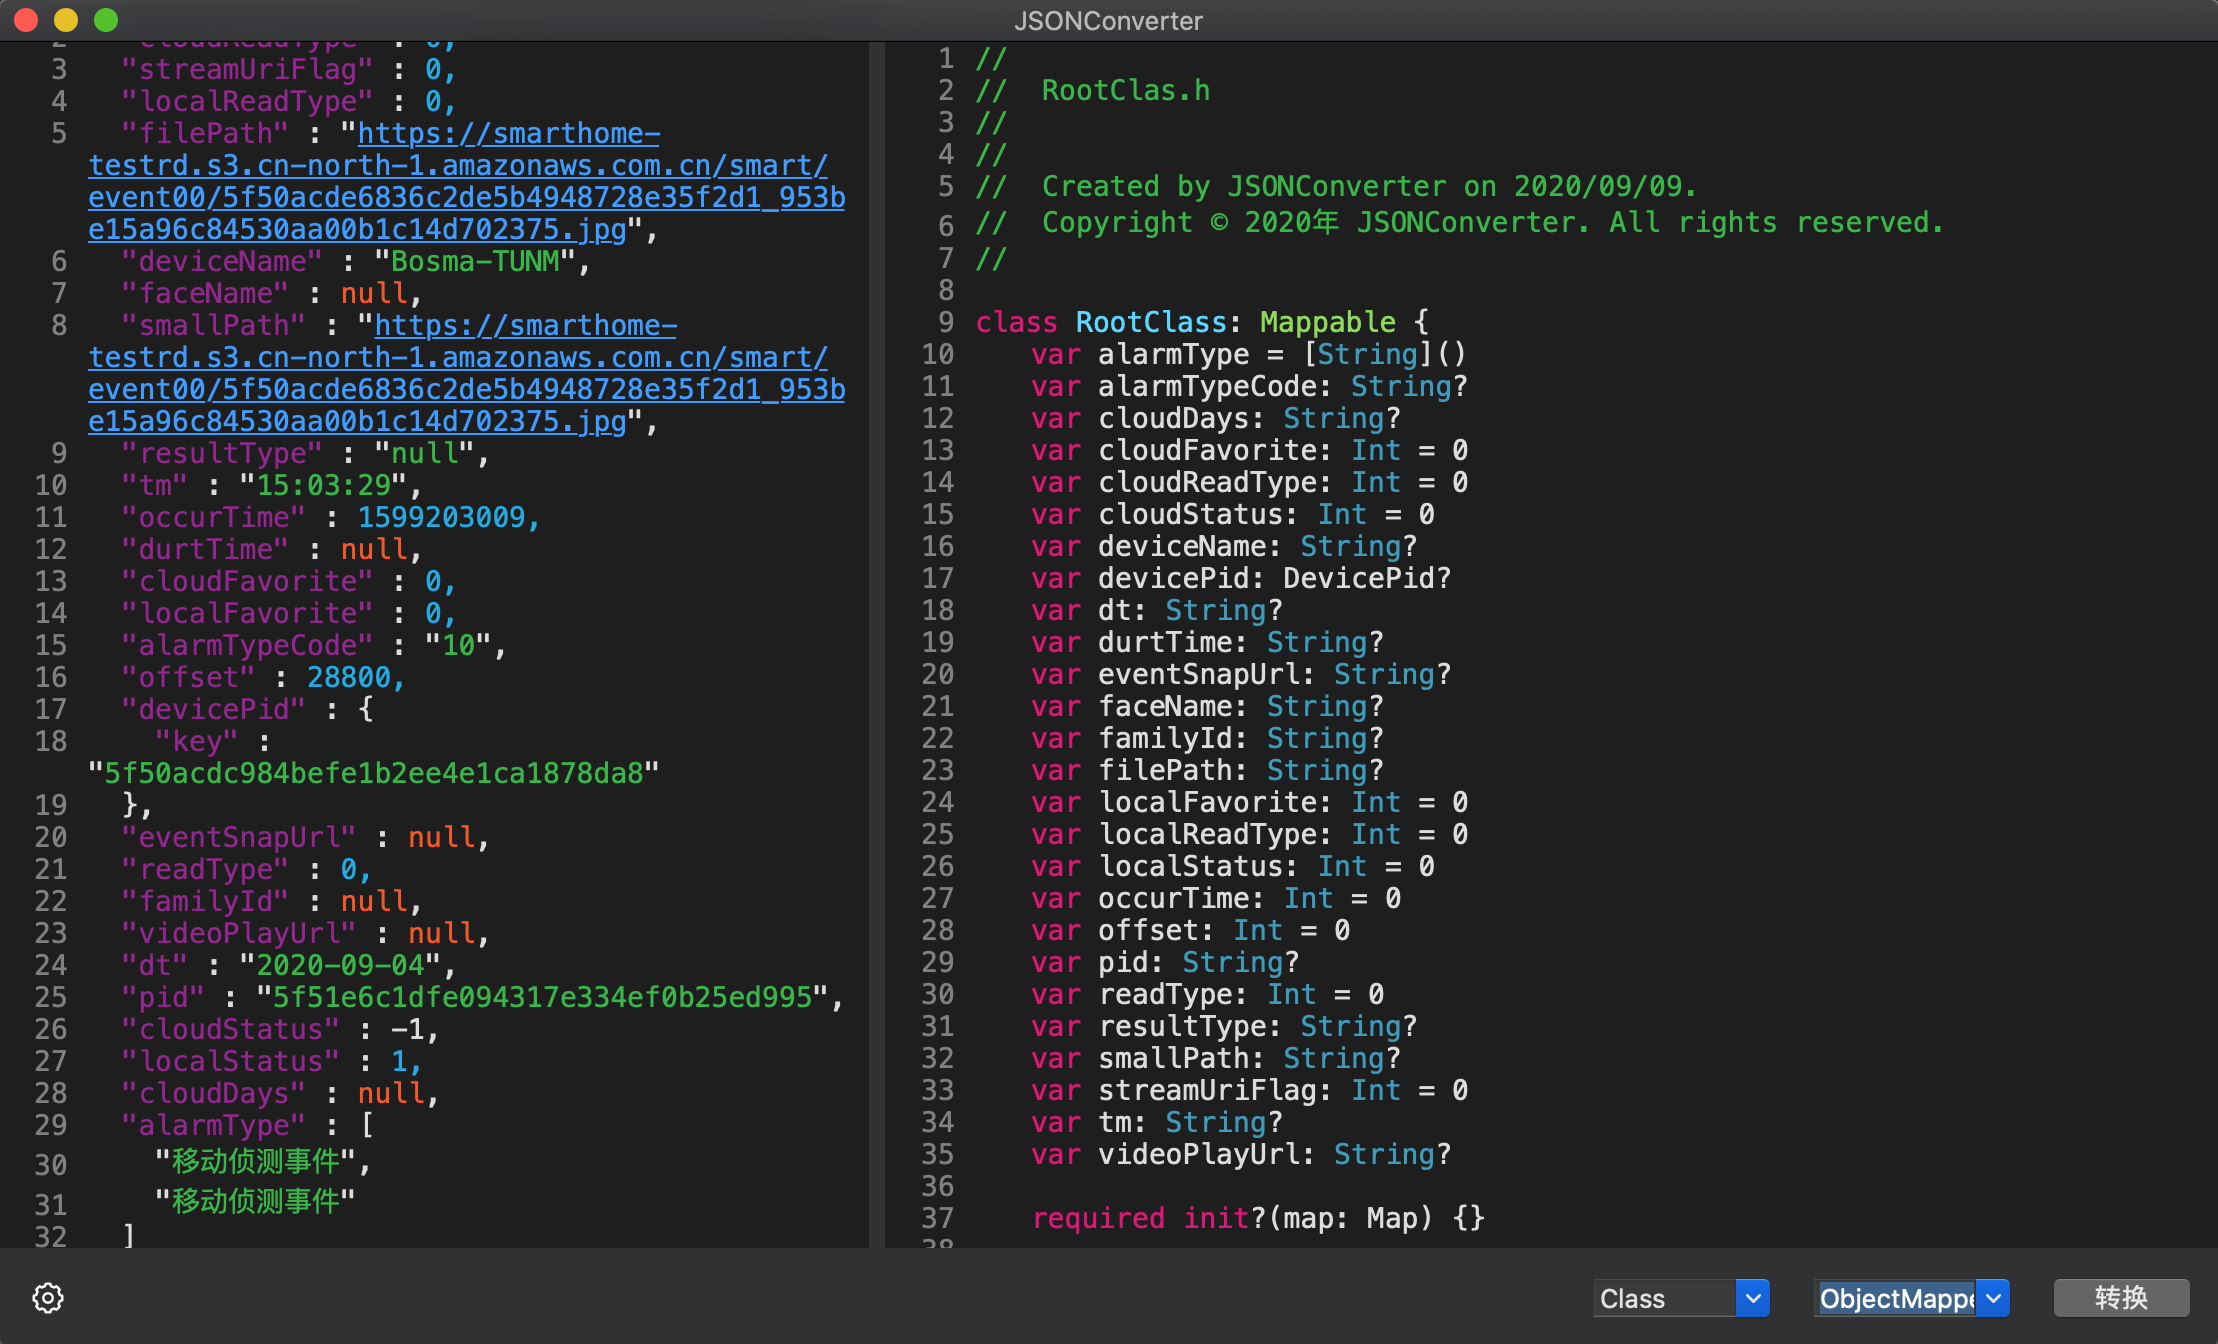 JSONConverter
2 "cloudReadType" : 0,
3 "streamUriFlag" : 0,
4 "localReadType" : 0,
5 "filePath" : "https://smarthome-
testrd.s3.cn-north-1.amazonaws.com.cn/smart/
event00/5f50acde6836c2de5b4948728e35f2d1_953b
e15a96c84530aa00b1c14d702375.jpg",
6 "deviceName" : "Bosma-TUNM",
7 "faceName" : null,
8 "smallPath" : "https://smarthome-
testrd.s3.cn-north-1.amazonaws.com.cn/smart/
event00/5f50acde6836c2de5b4948728e35f2d1_953b
e15a96c84530aa00b1c14d702375.jpg",
9 "resultType" : "null",
10 "tm" : "15:03:29",
11 "occurTime" : 1599203009,
12 "durtTime" : null,
13 "cloudFavorite" : 0,
14 "localFavorite" : 0,
15 "alarmTypeCode" : "10",
16 "offset" : 28800,
17 "devicePid" : {
18 "key" :
"5f50acdc984befe1b2ee4e1ca1878da8"
19 },
20 "eventSnapUrl" : null,
21 "readType" : 0,
22 "familyId" : null,
23 "videoPlayUrl" : null,
24 "dt" : "2020-09-04",
25 "pid" : "5f51e6c1dfe094317e334ef0b25ed995",
26 "cloudStatus" : -1,
27 "localStatus" : 1,
28 "cloudDays" : null,
29 "alarmType" : [
30 "移动侦测事件",
31 "移动侦测事件"
32 ]
1 //
2 // RootClas.h
3 //
4 //
5 // Created by JSONConverter on 2020/09/09.
6 // Copyright © 2020年 JSONConverter. All rights reserved.
7 //
8
9 class RootClass: Mappable {
10 var alarmType = [String]()
11 var alarmTypeCode: String?
12 var cloudDays: String?
13 var cloudFavorite: Int = 0
14 var cloudReadType: Int = 0
15 var cloudStatus: Int = 0
16 var deviceName: String?
17 var devicePid: DevicePid?
18 var dt: String?
19 var durtTime: String?
20 var eventSnapUrl: String?
21 var faceName: String?
22 var familyId: String?
23 var filePath: String?
24 var localFavorite: Int = 0
25 var localReadType: Int = 0
26 var localStatus: Int = 0
27 var occurTime: Int = 0
28 var offset: Int = 0
29 var pid: String?
30 var readType: Int = 0
31 var resultType: String?
32 var smallPath: String?
33 var streamUriFlag: Int = 0
34 var tm: String?
35 var videoPlayUrl: String?
36
37 required init?(map: Map) {}
38
Class
ObjectMappe
转换